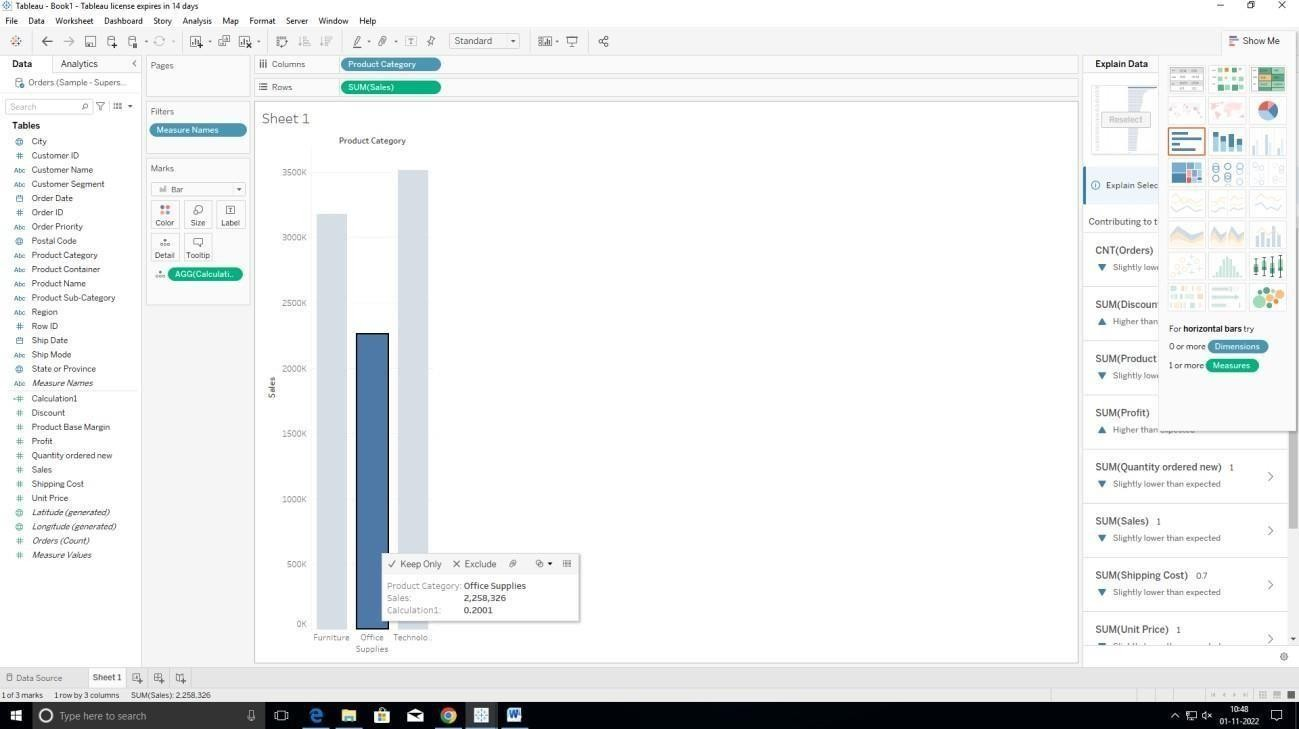 Tableau - Book1 - Tableau license expires in 14 days
File Data Worksheet Dashboard Story Analysis Map Format Server Window Help
Standard
Show Me
Data Analytics
Orders (Sample - Supers...
Search
Tables
City
Customer ID
Customer Name
Customer Segment
Order Date
Order ID
Order Priority
Postal Code
Product Category
Product Container
Product Name
Product Sub-Category
Region
Row ID
Ship Date
Ship Mode
State or Province
Measure Names
Calculation1
Discount
Product Base Margin
Profit
Quantity ordered new
Sales
Shipping Cost
Unit Price
Latitude (generated)
Longitude (generated)
Orders (Count)
Measure Values
Pages
Filters
Measure Names
Marks
Bar
Color Size Label
Detail Tooltip
AGG(Calculati..
Columns Product Category
Rows SUM(Sales)
Sheet 1
Product Category
3500K
3000K
2500K
2000K
1500K
1000K
500K
0K
Sales
Furniture Office Supplies Technolo..
Keep Only Exclude
Product Category: Office Supplies
Sales: 2,258,326
Calculation1: 0.2001
Explain Data
Reselect
Explain Selec
Contributing to t
CNT(Orders)
Slightly lowe
SUM(Discoun
Higher than
SUM(Product
Slightly lowe
SUM(Profit)
Higher than expected
SUM(Quantity ordered new) 1
Slightly lower than expected
SUM(Sales) 1
Slightly lower than expected
SUM(Shipping Cost) 0.7
Slightly lower than expected
SUM(Unit Price) 1
For horizontal bars try
0 or more Dimensions
1 or more Measures
Data Source Sheet 1
1 of 3 marks 1 row by 3 columns SUM(Sales): 2,258,326
Type here to search
10:48
01-11-2022